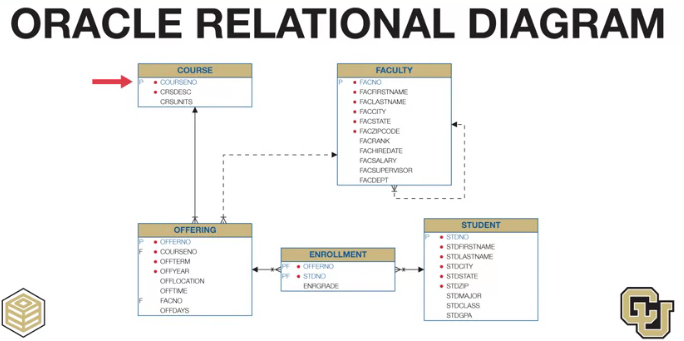 ORACLE RELATIONAL DIAGRAM
COURSE
P COURSENO
CRSDESC
CRSUNITS
FACULTY
P FACNO
FACFIRSTNAME
FACLASTNAME
FACCITY
FACSTATE
FACZIPCODE
FACRANK
FACHIREDATE
FACSALARY
FACSUPERVISOR
FACDEPT
OFFERING
P OFFERNO
F COURSENO
OFFTERM
OFFYEAR
OFFLOCATION
OFFTIME
F FACNO
OFFDAYS
ENROLLMENT
PF OFFERNO
PF STDNO
ENRGRADE
STUDENT
P STDNO
STDFIRSTNAME
STDLASTNAME
STDCITY
STDSTATE
STDZIP
STDMAJOR
STDCLASS
STDGPA
CU